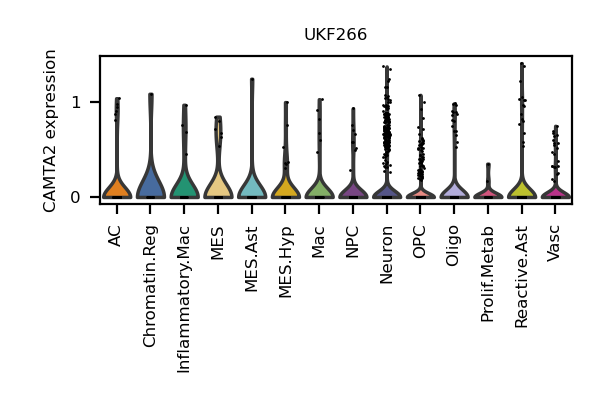 UKF266
CAMTA2 expression
1
0
AC
Chromatin.Reg
Inflammatory.Mac
MES
MES.Ast
MES.Hyp
Mac
NPC
Neuron
OPC
Oligo
Prolif.Metab
Reactive.Ast
Vasc